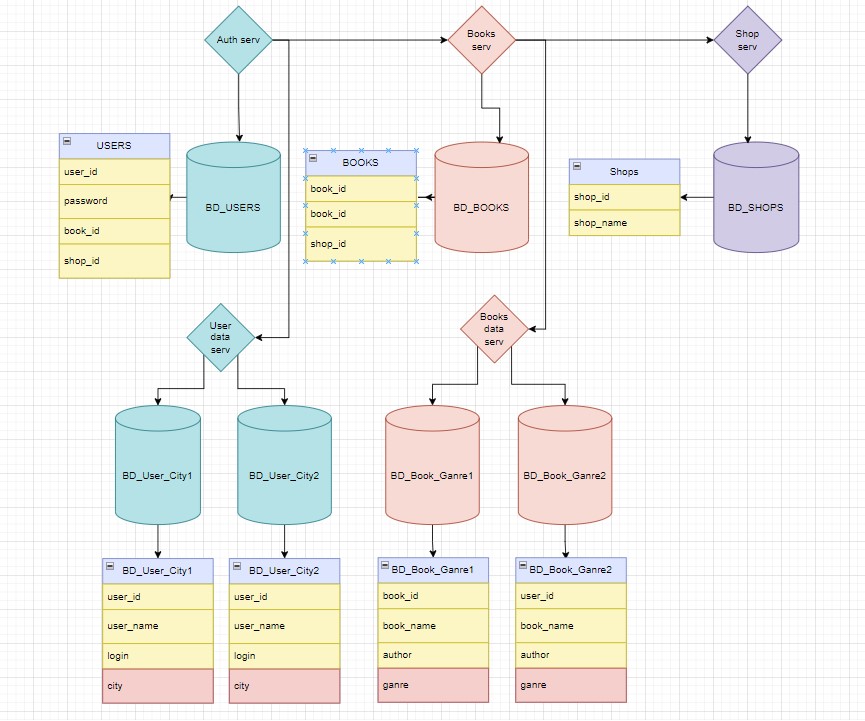 Auth serv
Books
serv
Shop
serv
USERS
user_id
password
book_id
shop_id
BD_USERS
BOOKS
book_id
book_id
shop_id
BD_BOOKS
Shops
shop_id
shop_name
BD_SHOPS
User
data
serv
Books
data
serv
BD_User_City1
BD_User_City2
BD_Book_Ganre1
BD_Book_Ganre2
BD_User_City1
user_id
user_name
login
city
BD_User_City2
user_id
user_name
login
city
BD_Book_Ganre1
book_id
book_name
author
ganre
BD_Book_Ganre2
user_id
book_name
author
ganre